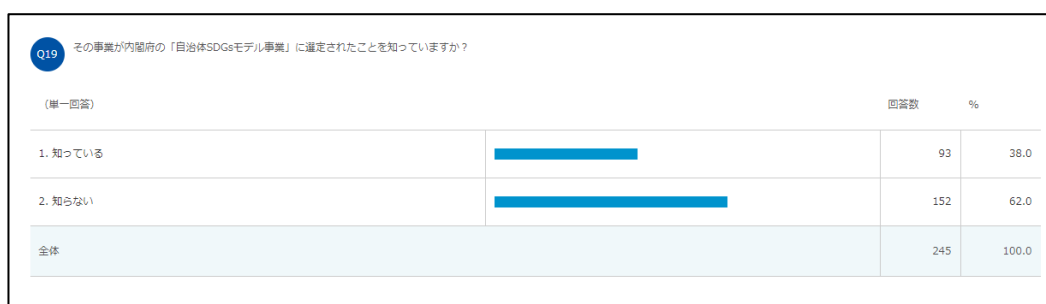 Q19 その事業が内閣府の「自治体SDGsモデル事業」に選定されたことを知っていますか？
（単一回答） 回答数 %
1. 知っている 93 38.0
2. 知らない 152 62.0
全体 245 100.0